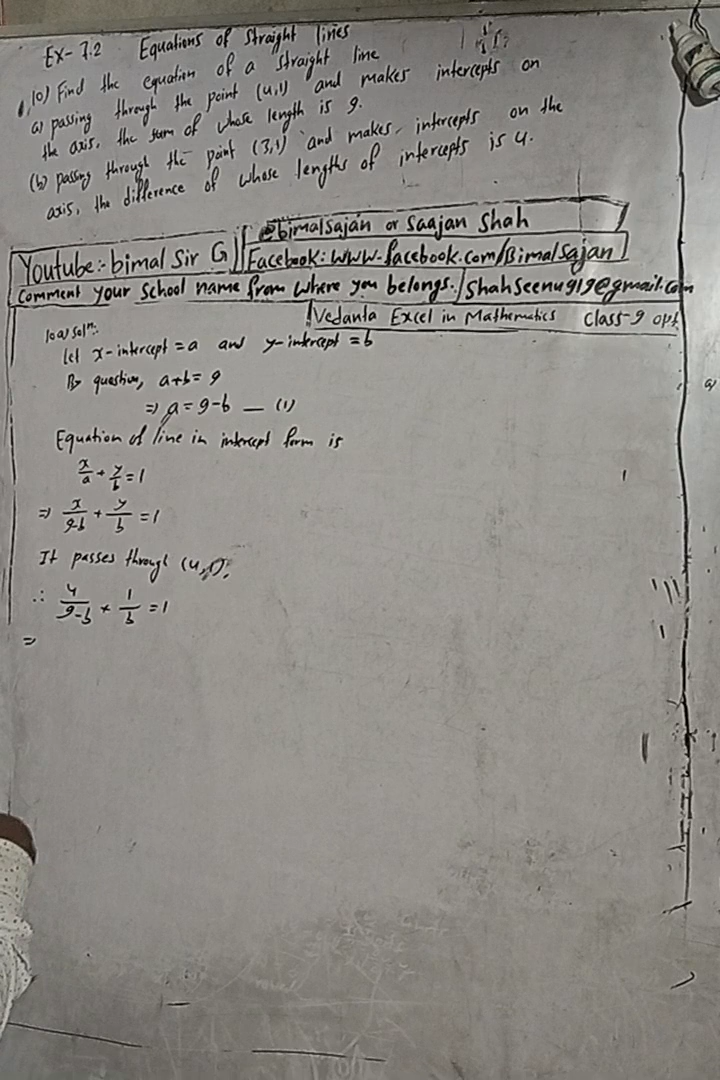 Ex- 7.2 Equations of Straight lines
10) Find the equation of a straight line
a) passing through the point (4,1) and makes intercepts on
the axis, the sum of whose length is 9.
(b) passing through the point (3,1) and makes intercepts on the
axis, the difference of whose lengths of intercepts is 4.
@bimalsajan or Saajan Shah
Youtube:- bimal Sir G
Facebook: www.facebook.com/Bimalsajan
Comment your School name from where you belongs. / Shahseenu919@gmail.com
Vedanta Excel in Mathematics Class-9 opt
10a) solⁿ:
Let x-intercept = a and y-intercept = b
By question, a+b= 9
=> a = 9-b — (1)
Equation of line in intercept form is
x/a + y/b = 1
=> x/9-b + y/b = 1
It passes through (4,1).
∴ 4/9-b + 1/b = 1
=>